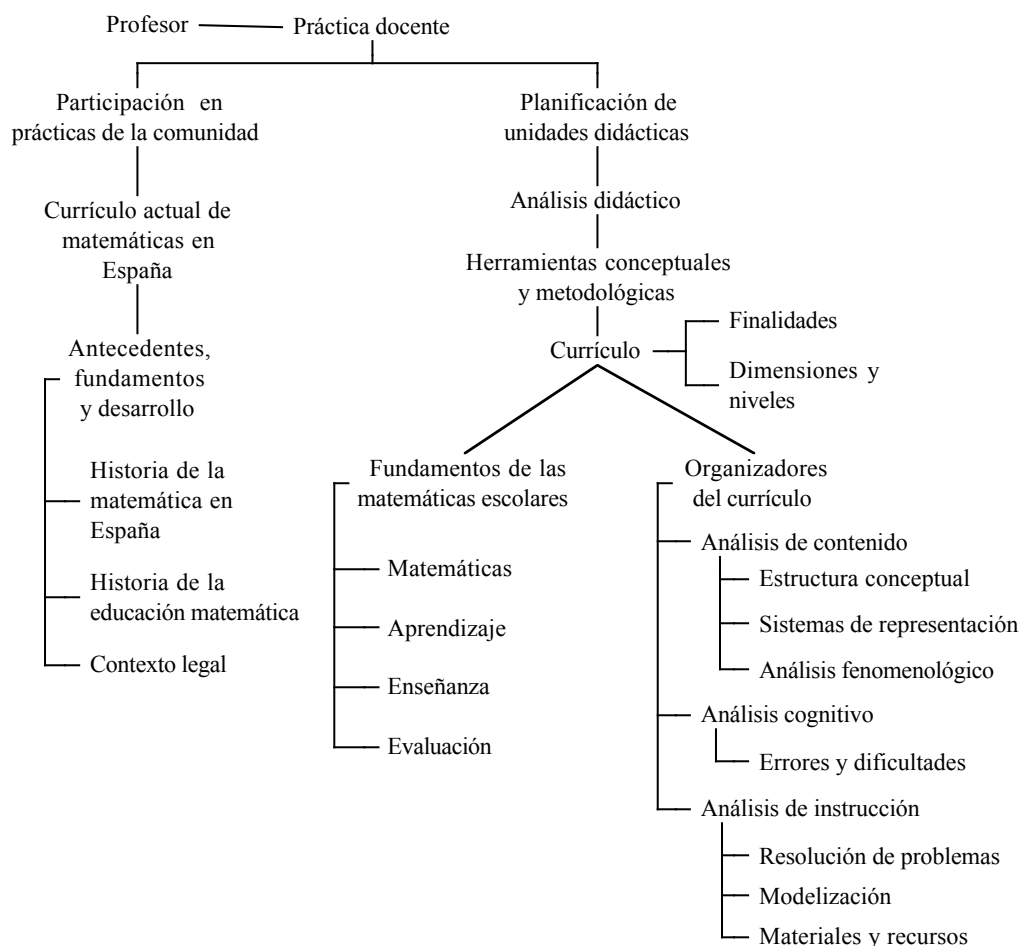 Profesor
Práctica docente
Participación en
prácticas de la comunidad
Currículo actual de
matemáticas en
España
Antecedentes,
fundamentos
y desarrollo
Historia de la
matemática en
España
Historia de la
educación matemática
Contexto legal
Planificación de
unidades didácticas
Análisis didáctico
Herramientas conceptuales
y metodológicas
Currículo
Finalidades
Dimensiones y
niveles
Fundamentos de las
matemáticas escolares
Matemáticas
Aprendizaje
Enseñanza
Evaluación
Organizadores
del currículo
Análisis de contenido
Estructura conceptual
Sistemas de representación
Análisis fenomenológico
Análisis cognitivo
Errores y dificultades
Análisis de instrucción
Resolución de problemas
Modelización
Materiales y recursos